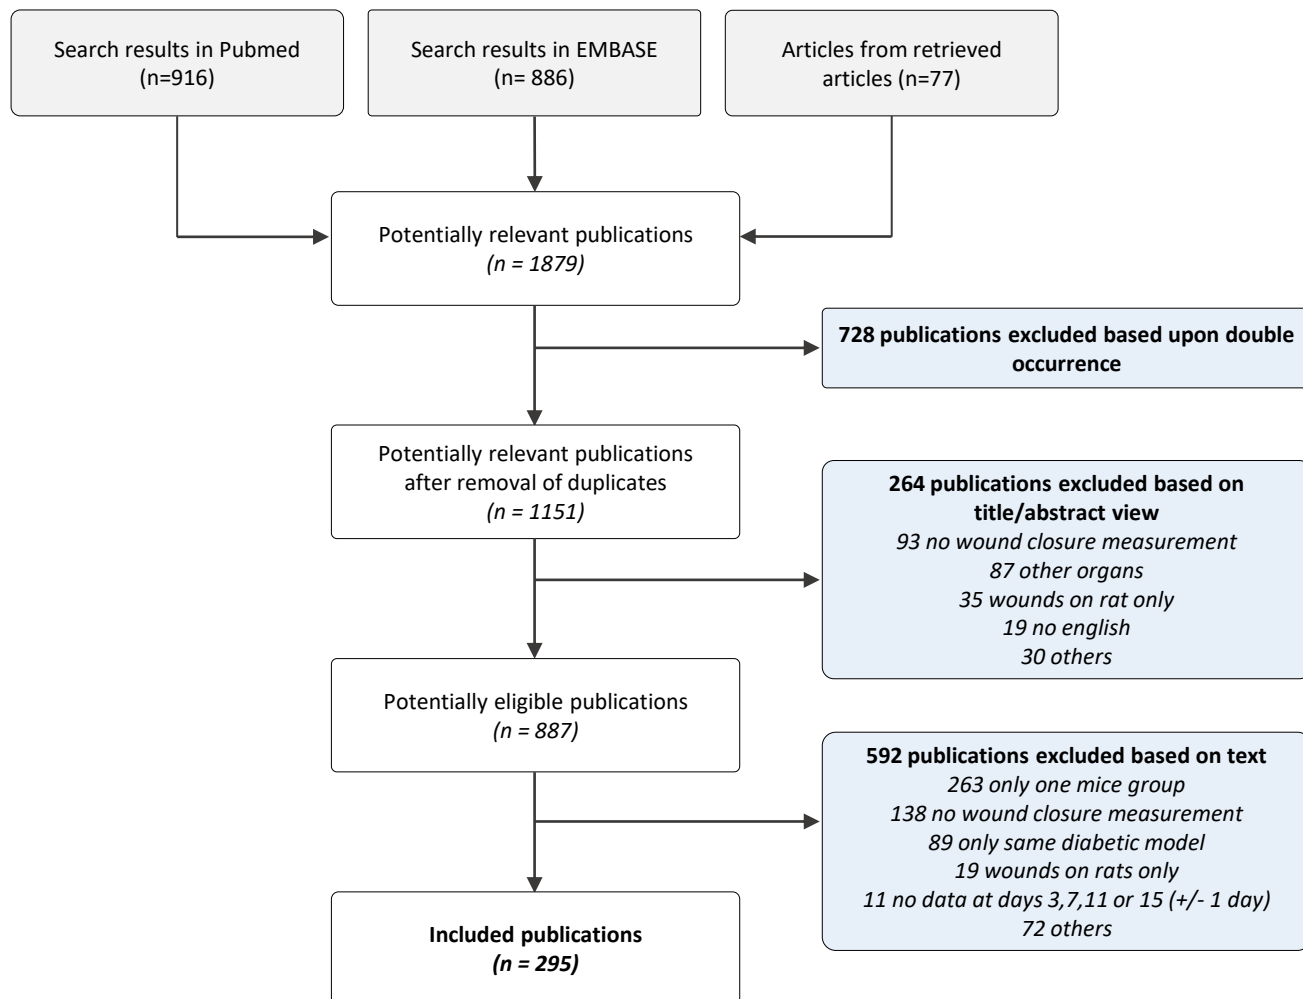 Search results in Pubmed
(n=916)
Search results in EMBASE
(n= 886)
Articles from retrieved
articles (n=77)
Potentially relevant publications
(n = 1879)
728 publications excluded based upon double
occurrence
Potentially relevant publications
after removal of duplicates
(n = 1151)
264 publications excluded based on
title/abstract view
93 no wound closure measurement
87 other organs
35 wounds on rat only
19 no english
30 others
Potentially eligible publications
(n = 887)
592 publications excluded based on text
263 only one mice group
138 no wound closure measurement
89 only same diabetic model
19 wounds on rats only
11 no data at days 3,7,11 or 15 (+/- 1 day)
72 others
Included publications
(n = 295)